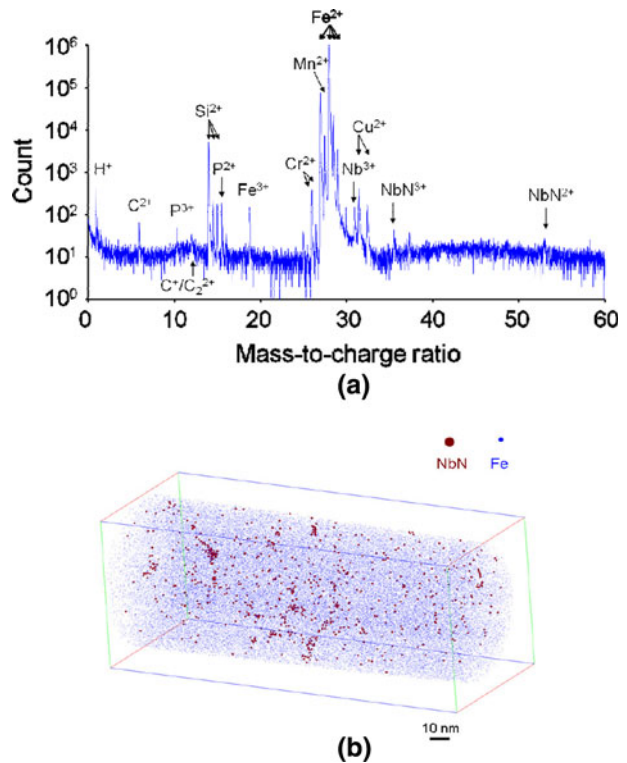 Fe²⁺
10⁶
Mn²⁺
10⁵
Si²⁺
Cu²⁺
10⁴
Count
P²⁺
Cr²⁺
Nb³⁺
10³
H⁺
C²⁺
P³⁺
Fe³⁺
NbN³⁺
NbN²⁺
10²
10¹
C⁺/C₂²⁺
10⁰
0 10 20 30 40 50 60
Mass-to-charge ratio
(a)
NbN Fe
10 nm
(b)